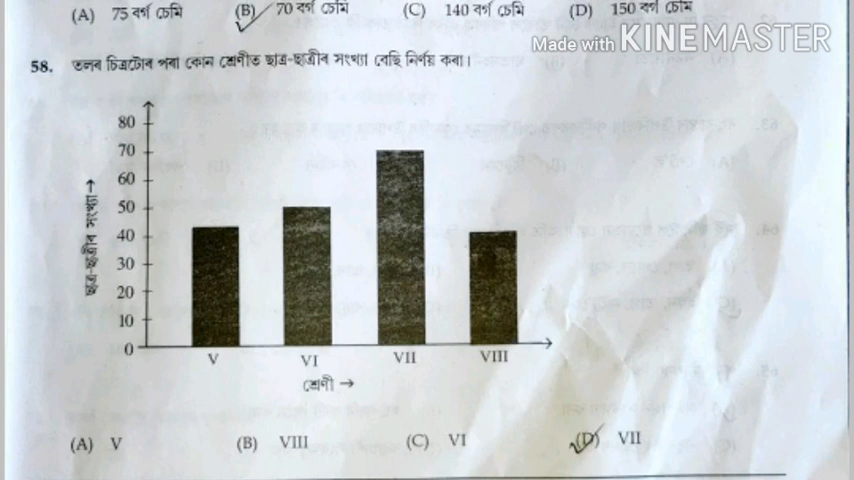 (A) 75 বৰ্গ চেমি (B) 70 বৰ্গ চেমি (C) 140 বৰ্গ চেমি (D) 150 বৰ্গ চেমি
Made with KINEMASTER
58. তলৰ চিত্ৰটোৰ পৰা কোন শ্ৰেণীত ছাত্ৰ-ছাত্ৰীৰ সংখ্যা বেছি নিৰ্ণয় কৰা।
ছাত্ৰ-ছাত্ৰীৰ সংখ্যা →
80
70
60
50
40
30
20
10
0
V VI VII VIII
শ্ৰেণী →
(A) V (B) VIII (C) VI (D) VII